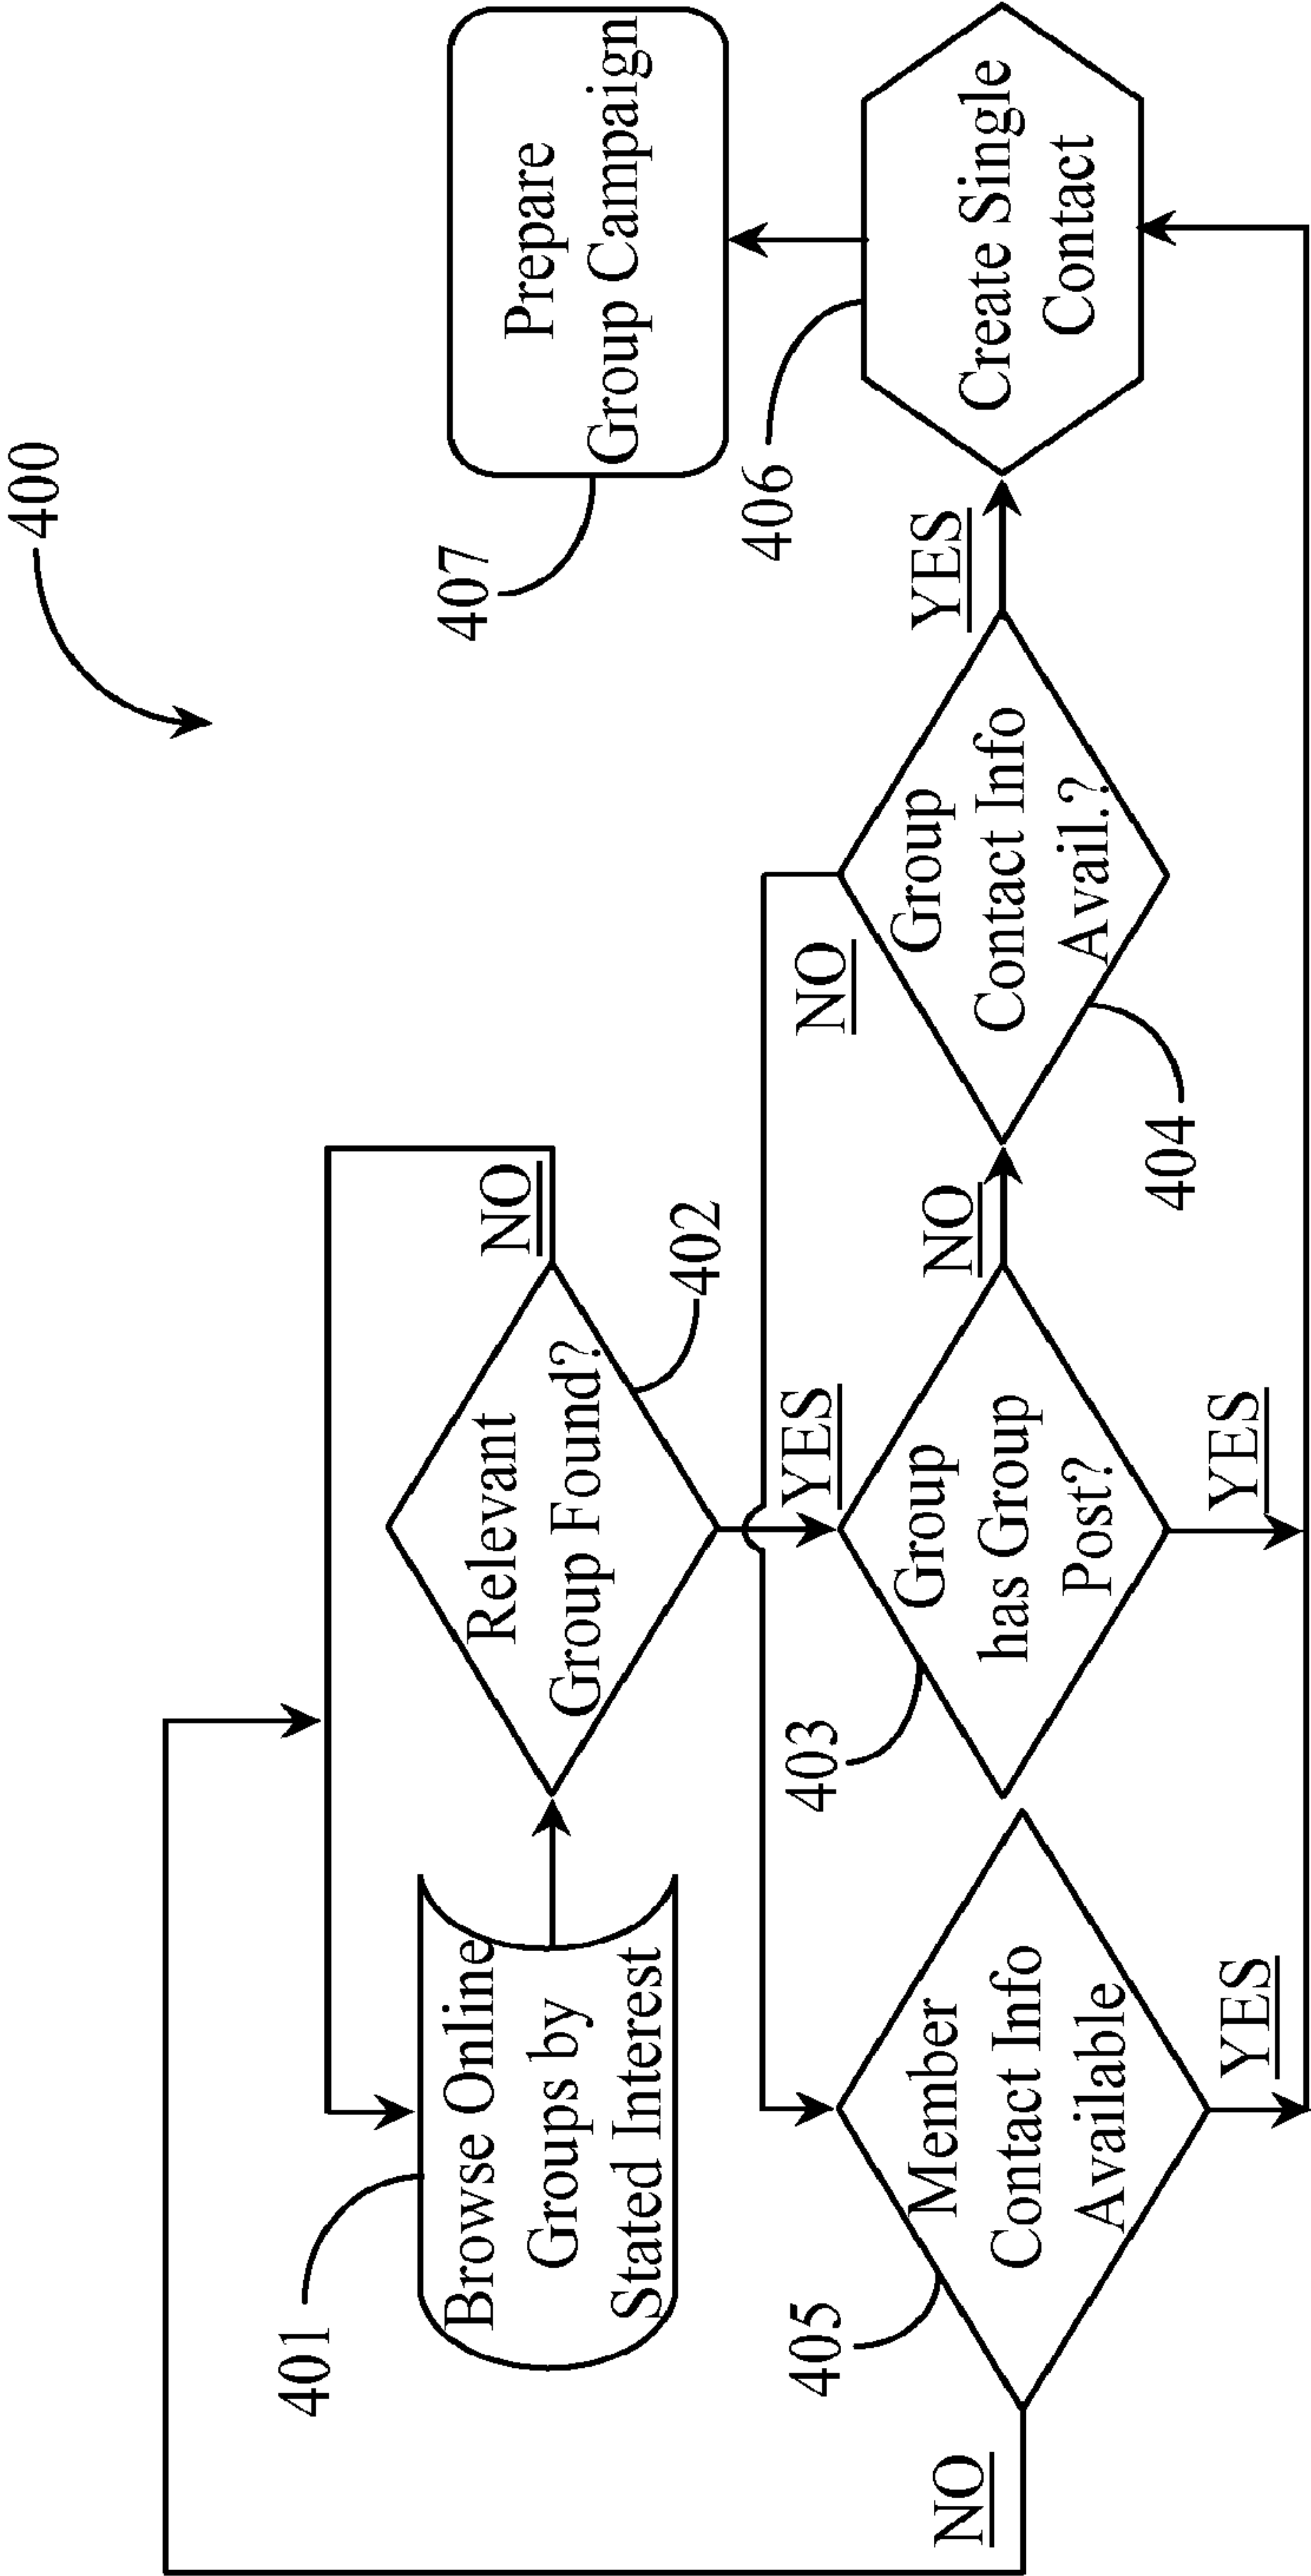 400
401
Browse Online
Groups by
Stated Interest
Relevant
Group Found?
NO
402
YES
407
Prepare
Group Campaign
405
Member
Contact Info
Available
NO
YES
403
Group
has Group
Post?
NO
YES
404
Group
Contact Info
Avail.?
NO
YES
406
Create Single
Contact